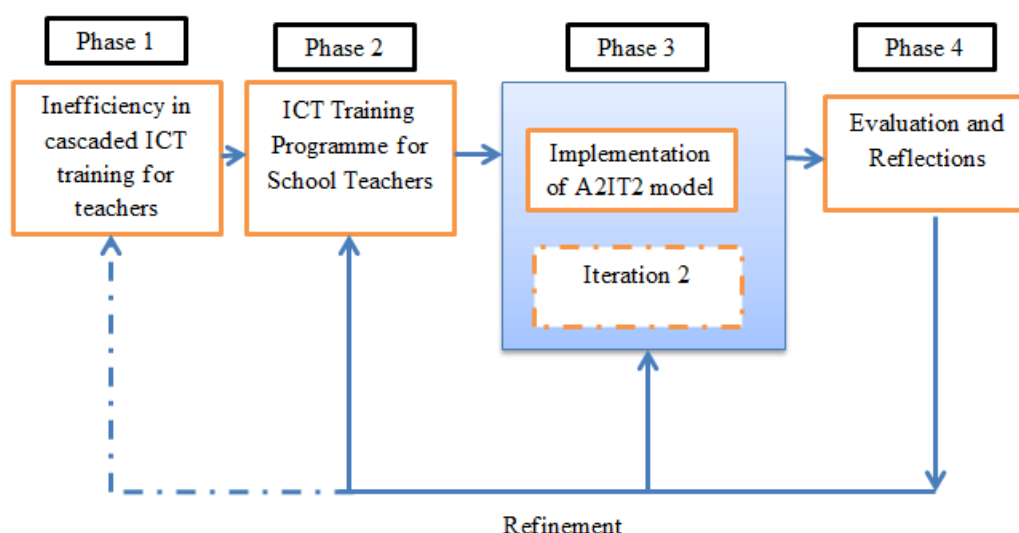 Phase 1
Phase 2
Phase 3
Phase 4
Inefficiency in
cascaded ICT
training for
teachers
ICT Training
Programme for
School Teachers
Implementation
of A2IT2 model
Iteration 2
Evaluation and
Reflections
Refinement